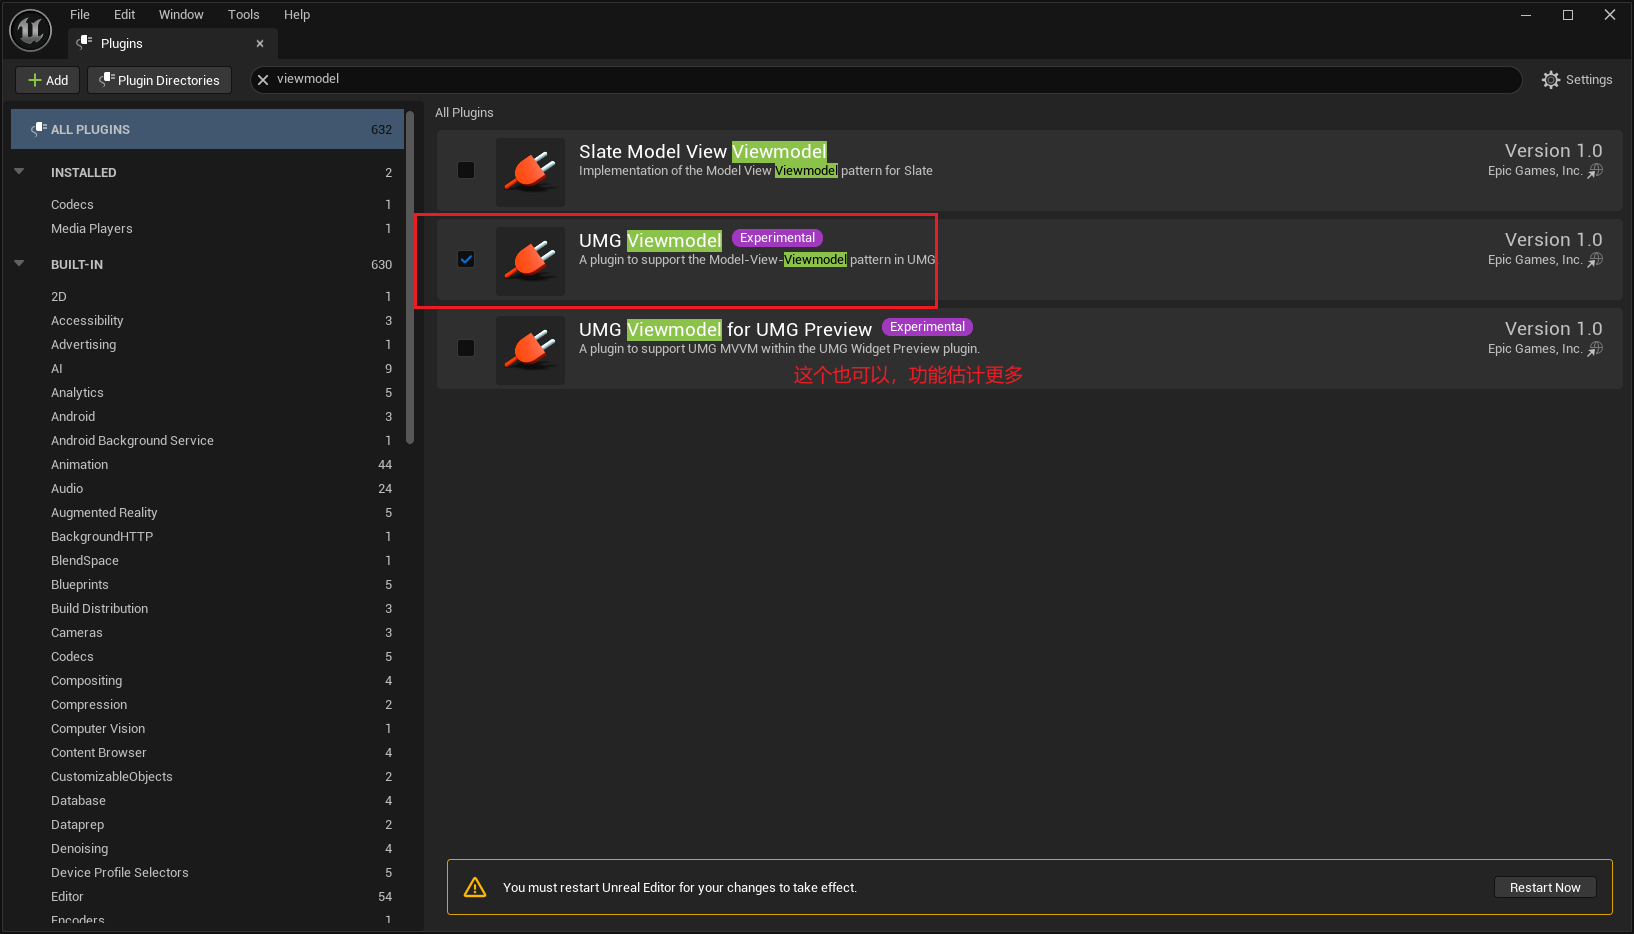 File Edit Window Tools Help
Plugins
Add Plugin Directories viewmodel Settings
ALL PLUGINS 632
INSTALLED 2
Codecs 1
Media Players 1
BUILT-IN 630
2D 1
Accessibility 3
Advertising 1
AI 9
Analytics 5
Android 3
Android Background Service 1
Animation 44
Audio 24
Augmented Reality 5
BackgroundHTTP 1
BlendSpace 1
Blueprints 5
Build Distribution 3
Cameras 3
Codecs 5
Compositing 4
Compression 2
Computer Vision 1
Content Browser 4
CustomizableObjects 2
Database 4
Dataprep 2
Denoising 4
Device Profile Selectors 5
Editor 54
Encoders 1
All Plugins
Slate Model View Viewmodel Version 1.0
Implementation of the Model View Viewmodel pattern for Slate Epic Games, Inc.
UMG Viewmodel Experimental Version 1.0
A plugin to support the Model-View-Viewmodel pattern in UMG. Epic Games, Inc.
UMG Viewmodel for UMG Preview Experimental Version 1.0
A plugin to support UMG MVVM within the UMG Widget Preview plugin. Epic Games, Inc.
这个也可以，功能估计更多
You must restart Unreal Editor for your changes to take effect. Restart Now